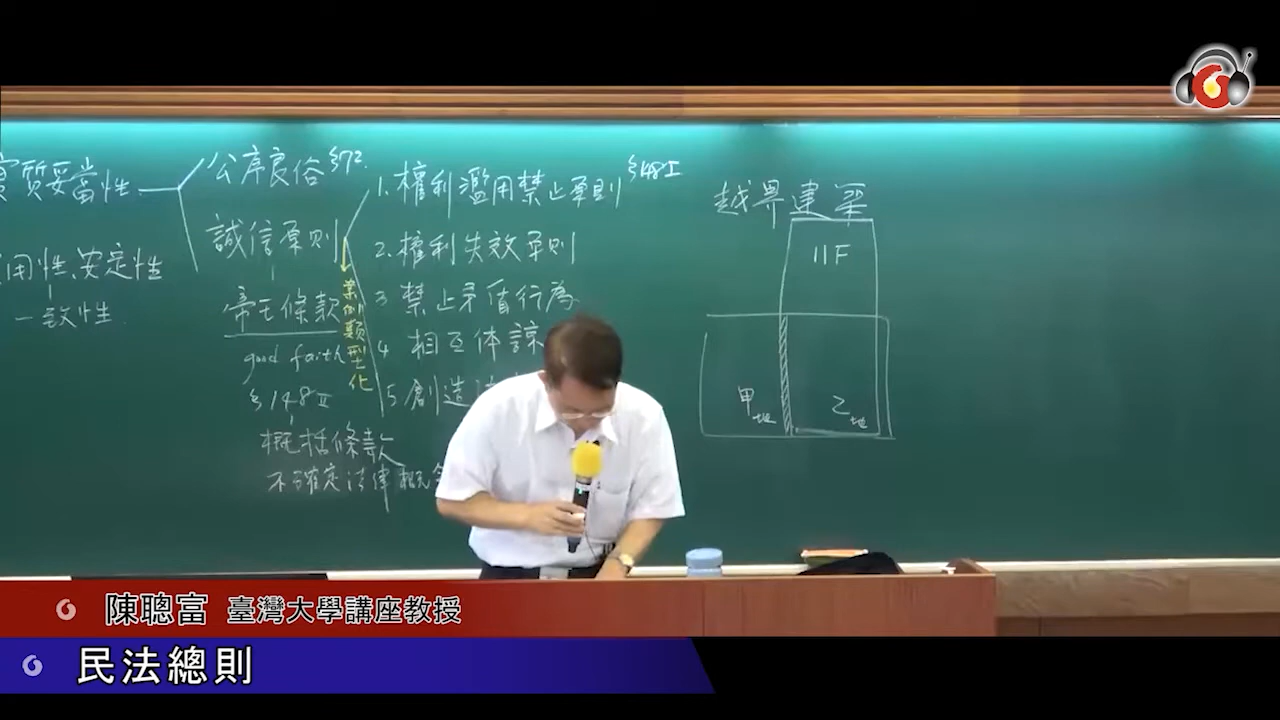 實質妥當性
公序良俗 §72.
1.權利濫用禁止原則 §148I
誠信原則
2.權利失效原則
用性、安定性
一致性
帝王條款
案例類型化
3 禁止矛盾行為
good faith
4 相互体諒
§148II
5 創造
概括條款
不確定法律概念
越界建築
11F
甲地
乙地
陳聰富 臺灣大學講座教授
民法總則